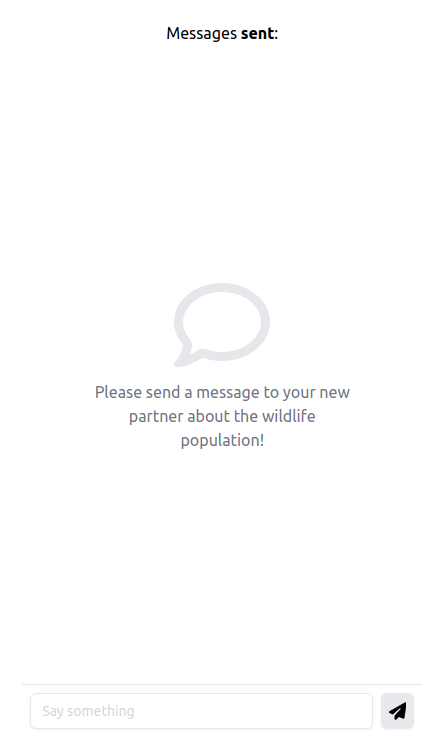 Messages sent:
Please send a message to your new
partner about the wildlife
population!
Say something